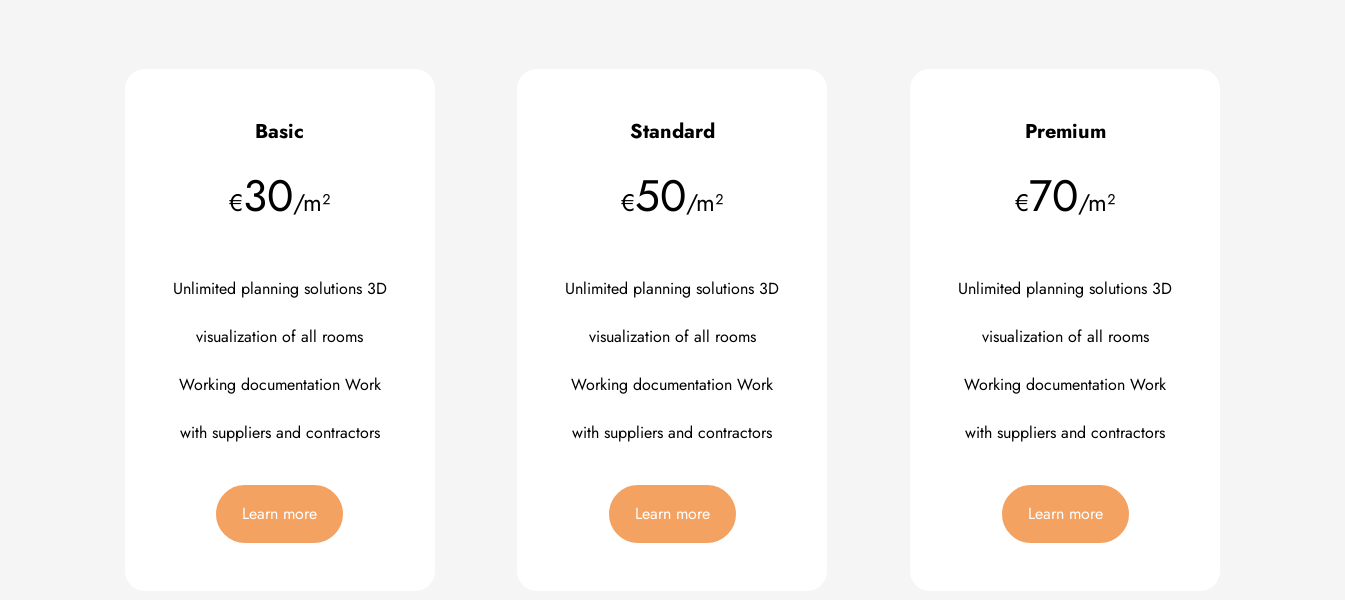 Basic
€30/m²
Unlimited planning solutions 3D
visualization of all rooms
Working documentation Work
with suppliers and contractors
Learn more
Standard
€50/m²
Unlimited planning solutions 3D
visualization of all rooms
Working documentation Work
with suppliers and contractors
Learn more
Premium
€70/m²
Unlimited planning solutions 3D
visualization of all rooms
Working documentation Work
with suppliers and contractors
Learn more